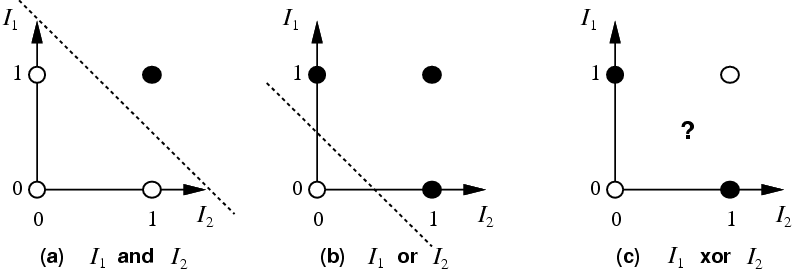 I1 I1 I1
1 1 1
?
0 0 0
0 1 I2 0 1 I2 0 1 I2
(a) I1 and I2 (b) I1 or I2 (c) I1 xor I2